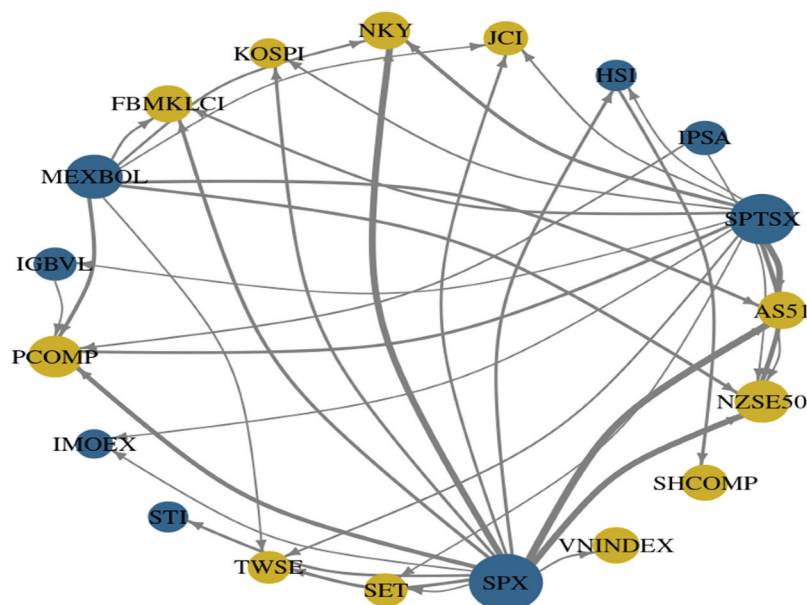 NKY
JCI
KOSPI
HSI
FBMKLCI
IPSA
MEXBOL
SPTSX
IGBVL
AS51
PCOMP
NZSE50
IMOEX
SHCOMP
STI
VNINDEX
TWSE
SET
SPX